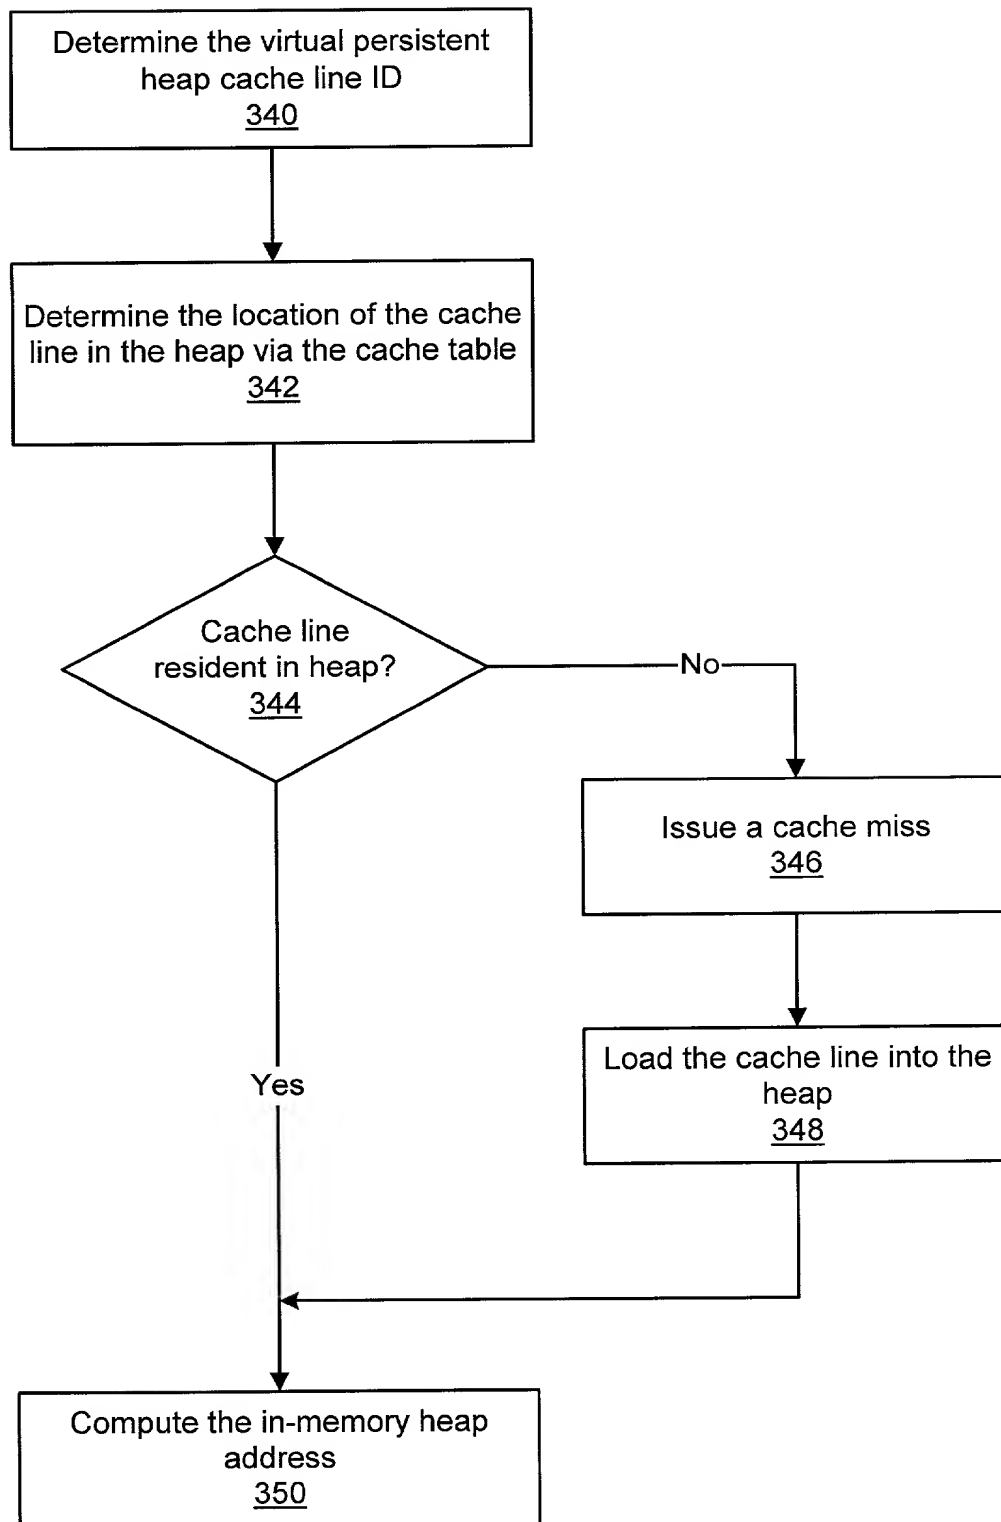 Determine the virtual persistent
heap cache line ID
340
Determine the location of the cache
line in the heap via the cache table
342
Cache line
resident in heap?
344
No
Issue a cache miss
346
Load the cache line into the
heap
348
Yes
Compute the in-memory heap
address
350